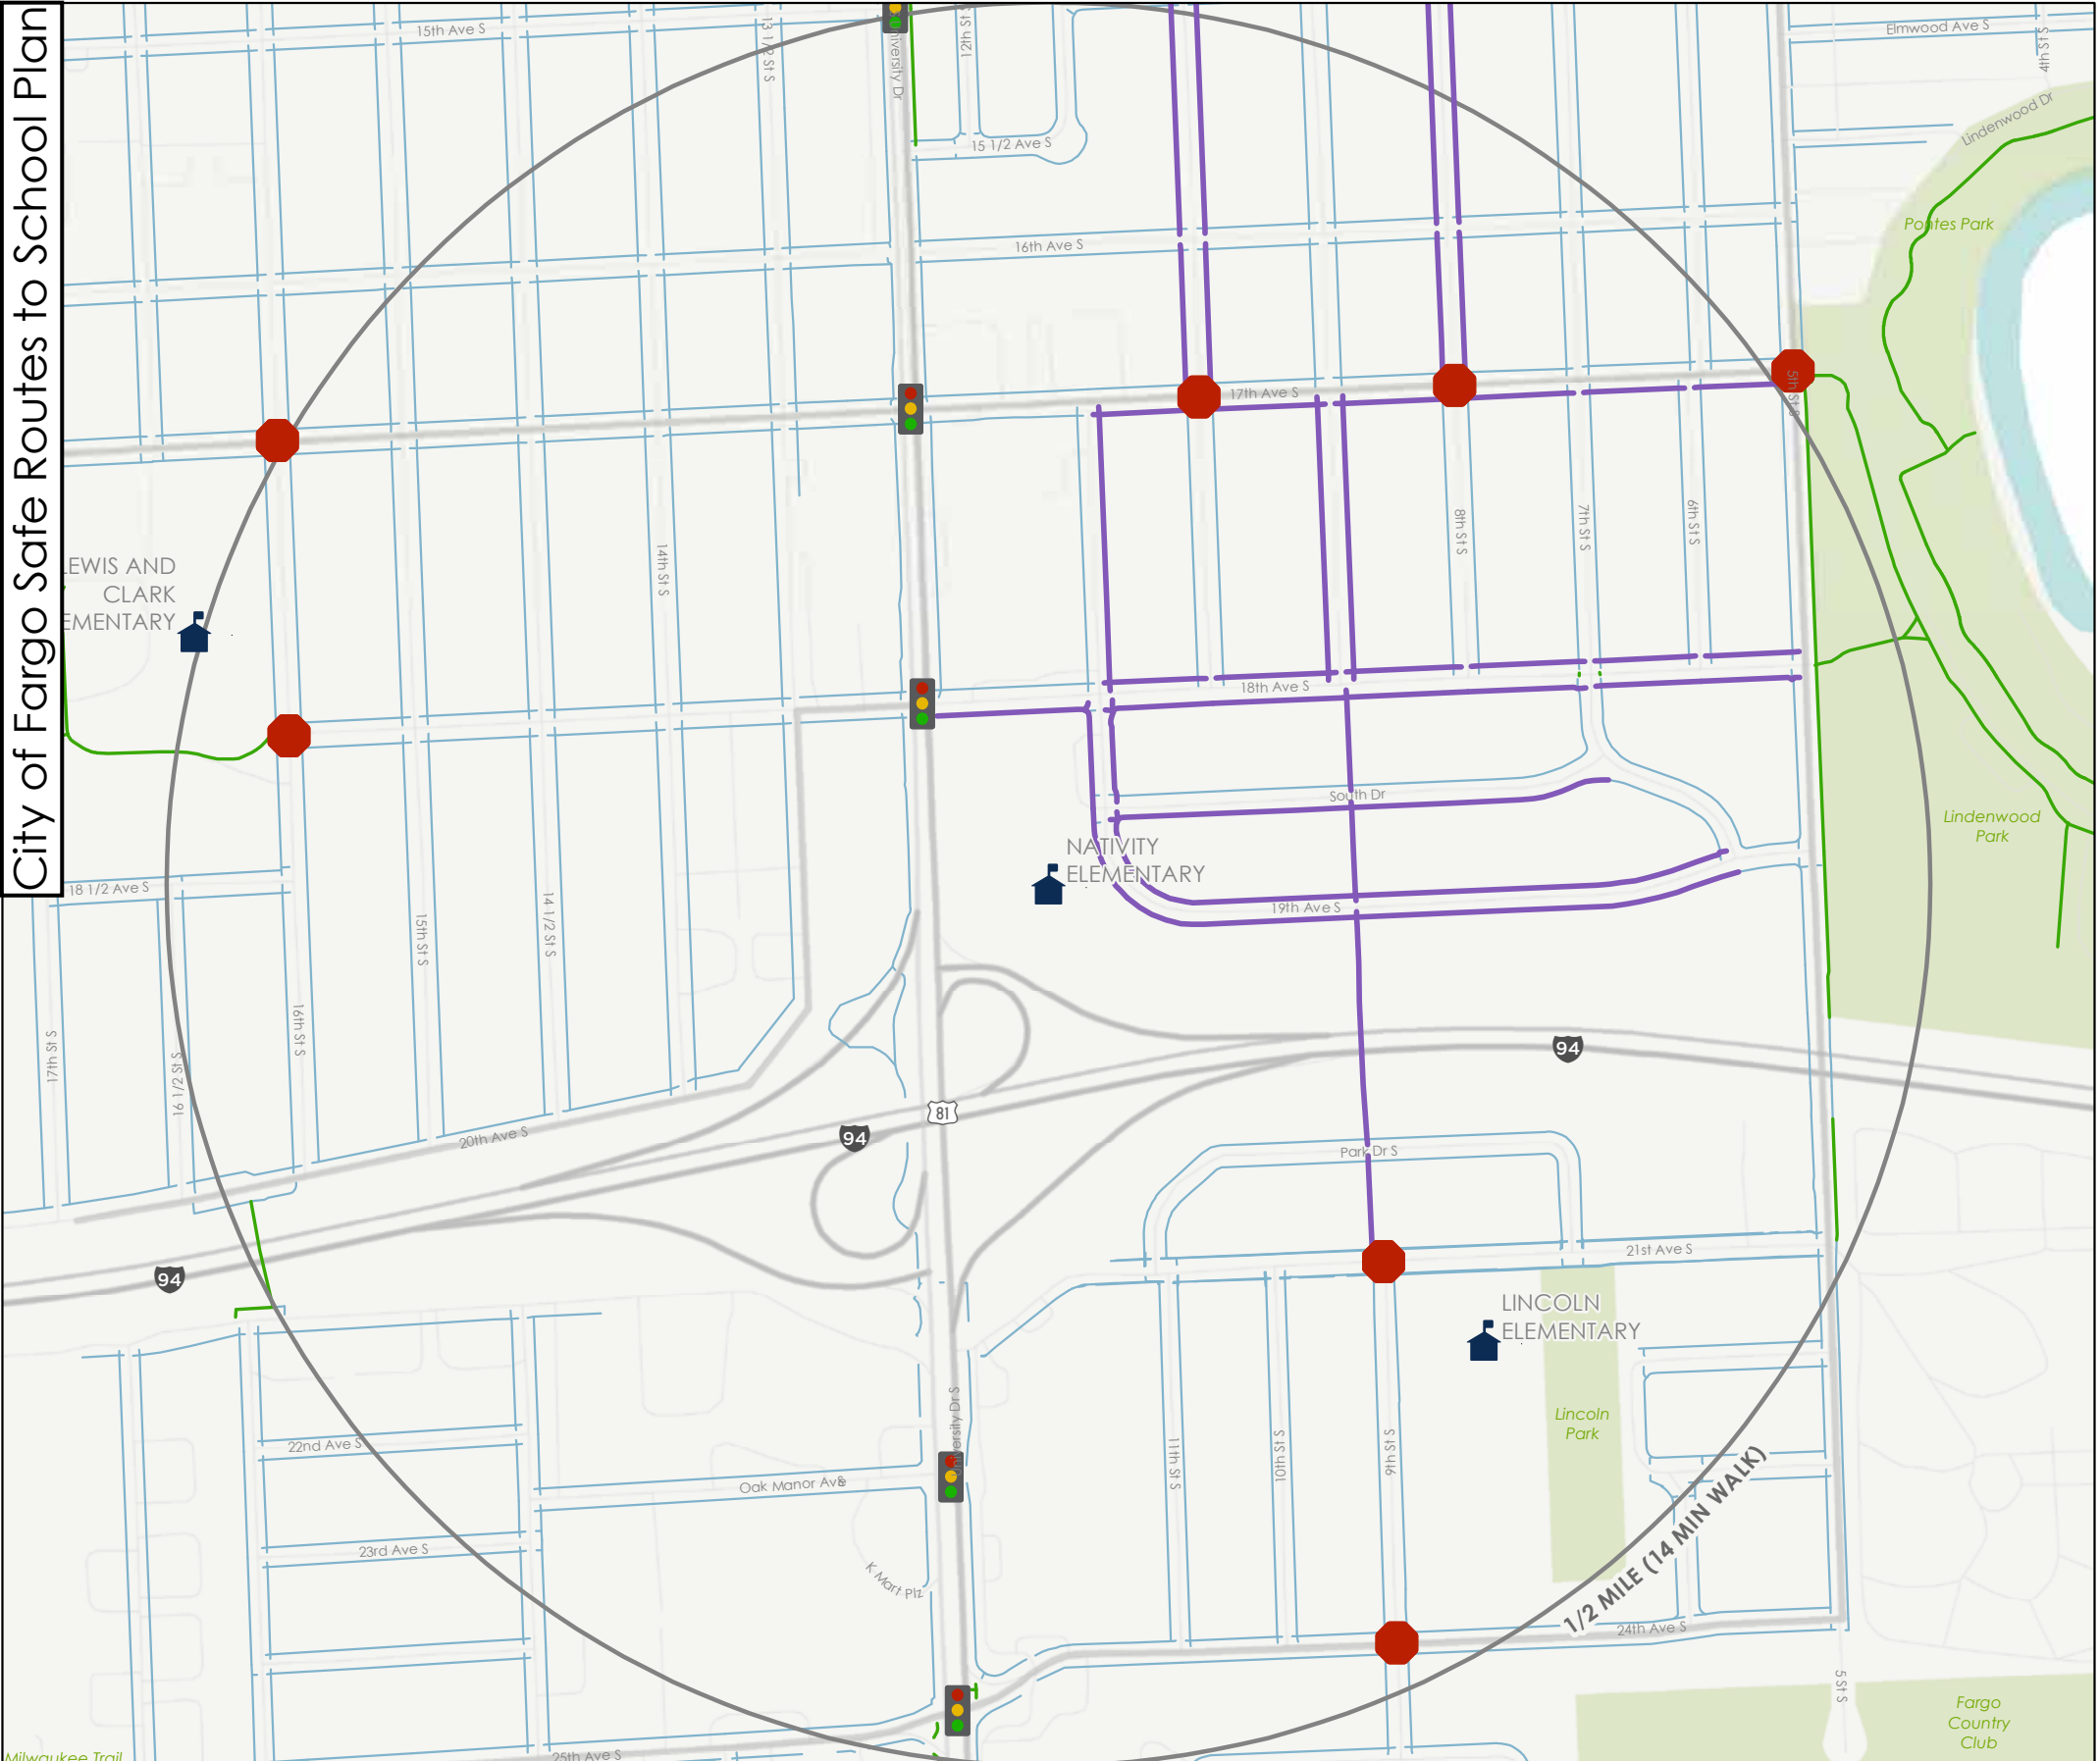 City of Fargo Safe Routes to School Plan
15th Ave S
13 1/2 St S
12th St S
Elmwood Ave S
4th St S
Lindenwood Dr
15 1/2 Ave S
Pontes Park
16th Ave S
17th Ave S
5th St S
14th St S
8th St S
7th St S
6th St S
EWIS AND
CLARK
EMENTARY
18th Ave S
South Dr
Lindenwood
Park
NATIVITY
ELEMENTARY
18 1/2 Ave S
19th Ave S
15th St S
14 1/2 St S
17th St S
16 1/2 St S
16th St S
94
81
94
20th Ave S
Park Dr S
21st Ave S
94
LINCOLN
ELEMENTARY
Lincoln
Park
22nd Ave S
Oak Manor Ave
University Dr S
11th St S
10th St S
9th St S
23rd Ave S
K Mart Plz
1/2 MILE (14 MIN WALK)
24th Ave S
5 St S
Fargo
Country
Club
25th Ave S
Milwaukee Trail